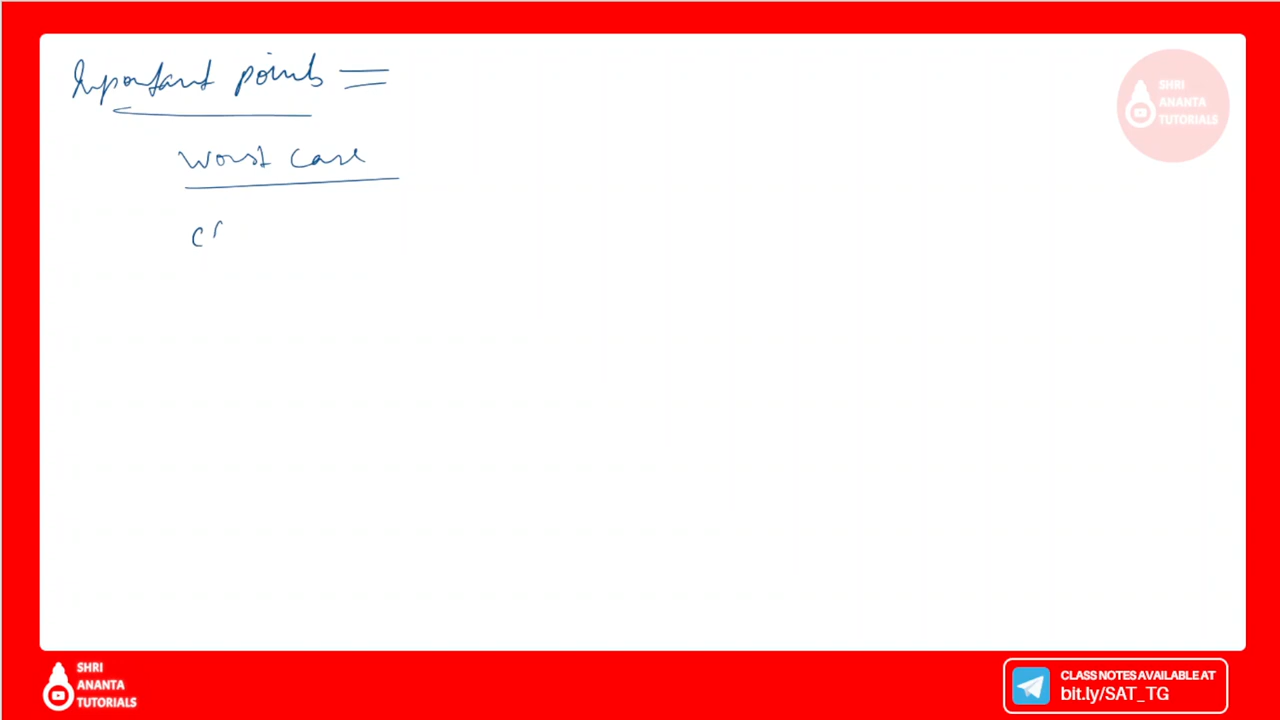 Important points =
worst case
SHRI
ANANTA
TUTORIALS
SHRI
ANANTA
TUTORIALS
CLASS NOTES AVAILABLE AT
bit.ly/SAT_TG